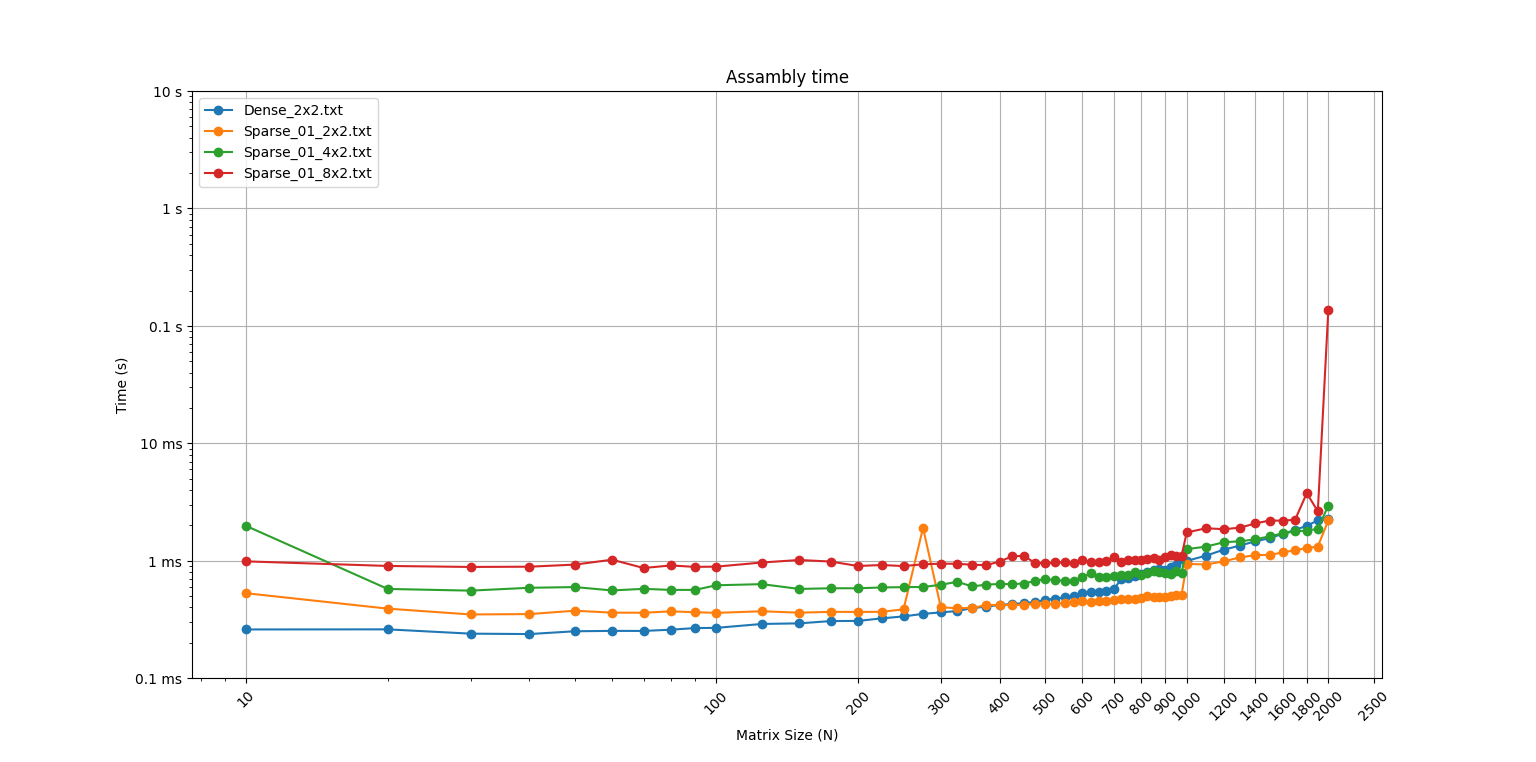 Assambly time
10 s
1 s
0.1 s
10 ms
1 ms
0.1 ms
Time (s)
Dense_2x2.txt
Sparse_01_2x2.txt
Sparse_01_4x2.txt
Sparse_01_8x2.txt
10 100 200 300 400 500 600 700 800 900 1000 1200 1400 1600 1800 2000 2500
Matrix Size (N)